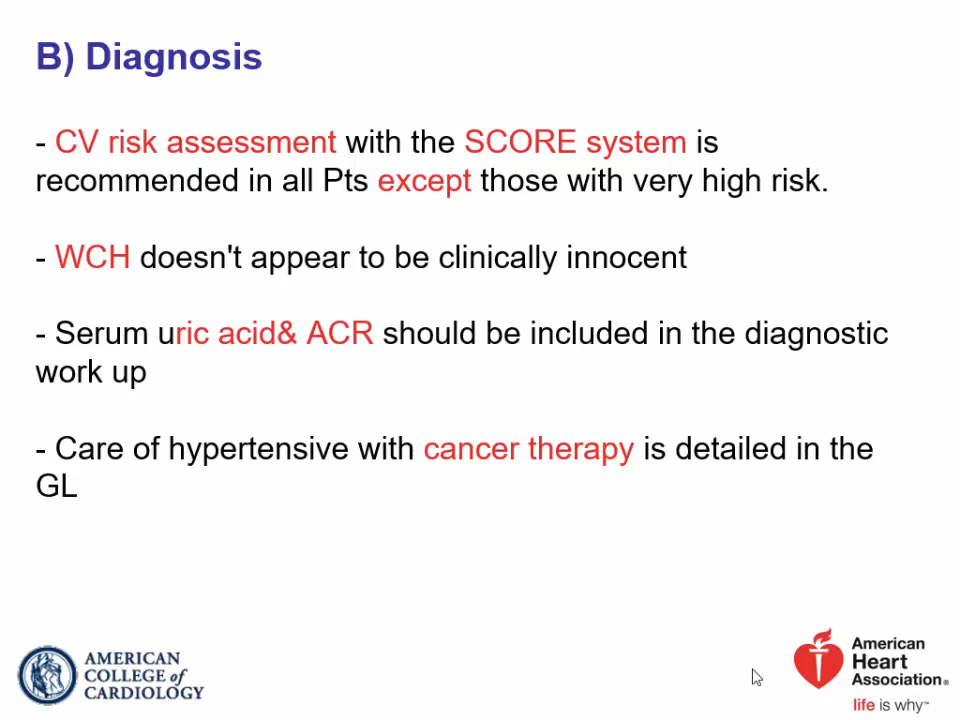 B) Diagnosis
- CV risk assessment with the SCORE system is
recommended in all Pts except those with very high risk.
- WCH doesn't appear to be clinically innocent
- Serum uric acid& ACR should be included in the diagnostic
work up
- Care of hypertensive with cancer therapy is detailed in the
GL
AMERICAN
COLLEGE of
CARDIOLOGY
American
Heart
Association®
life is why™